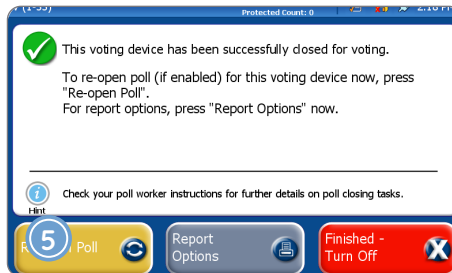 Protected Count: 0
This voting device has been successfully closed for voting.
To re-open poll (if enabled) for this voting device now, press
"Re-open Poll".
For report options, press "Report Options" now.
Check your poll worker instructions for further details on poll closing tasks.
Hint
5
Poll
Report
Options
Finished -
Turn Off